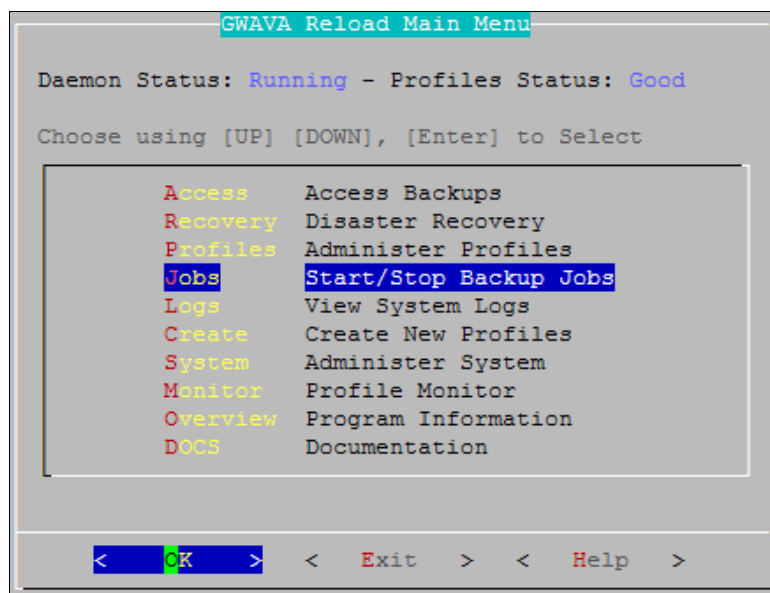 GWAVA Reload Main Menu
Daemon Status: Running - Profiles Status: Good
Choose using [UP] [DOWN], [Enter] to Select
Access Access Backups
Recovery Disaster Recovery
Profiles Administer Profiles
Jobs Start/Stop Backup Jobs
Logs View System Logs
Create Create New Profiles
System Administer System
Monitor Profile Monitor
Overview Program Information
DOCS Documentation
< OK > < Exit > < Help >